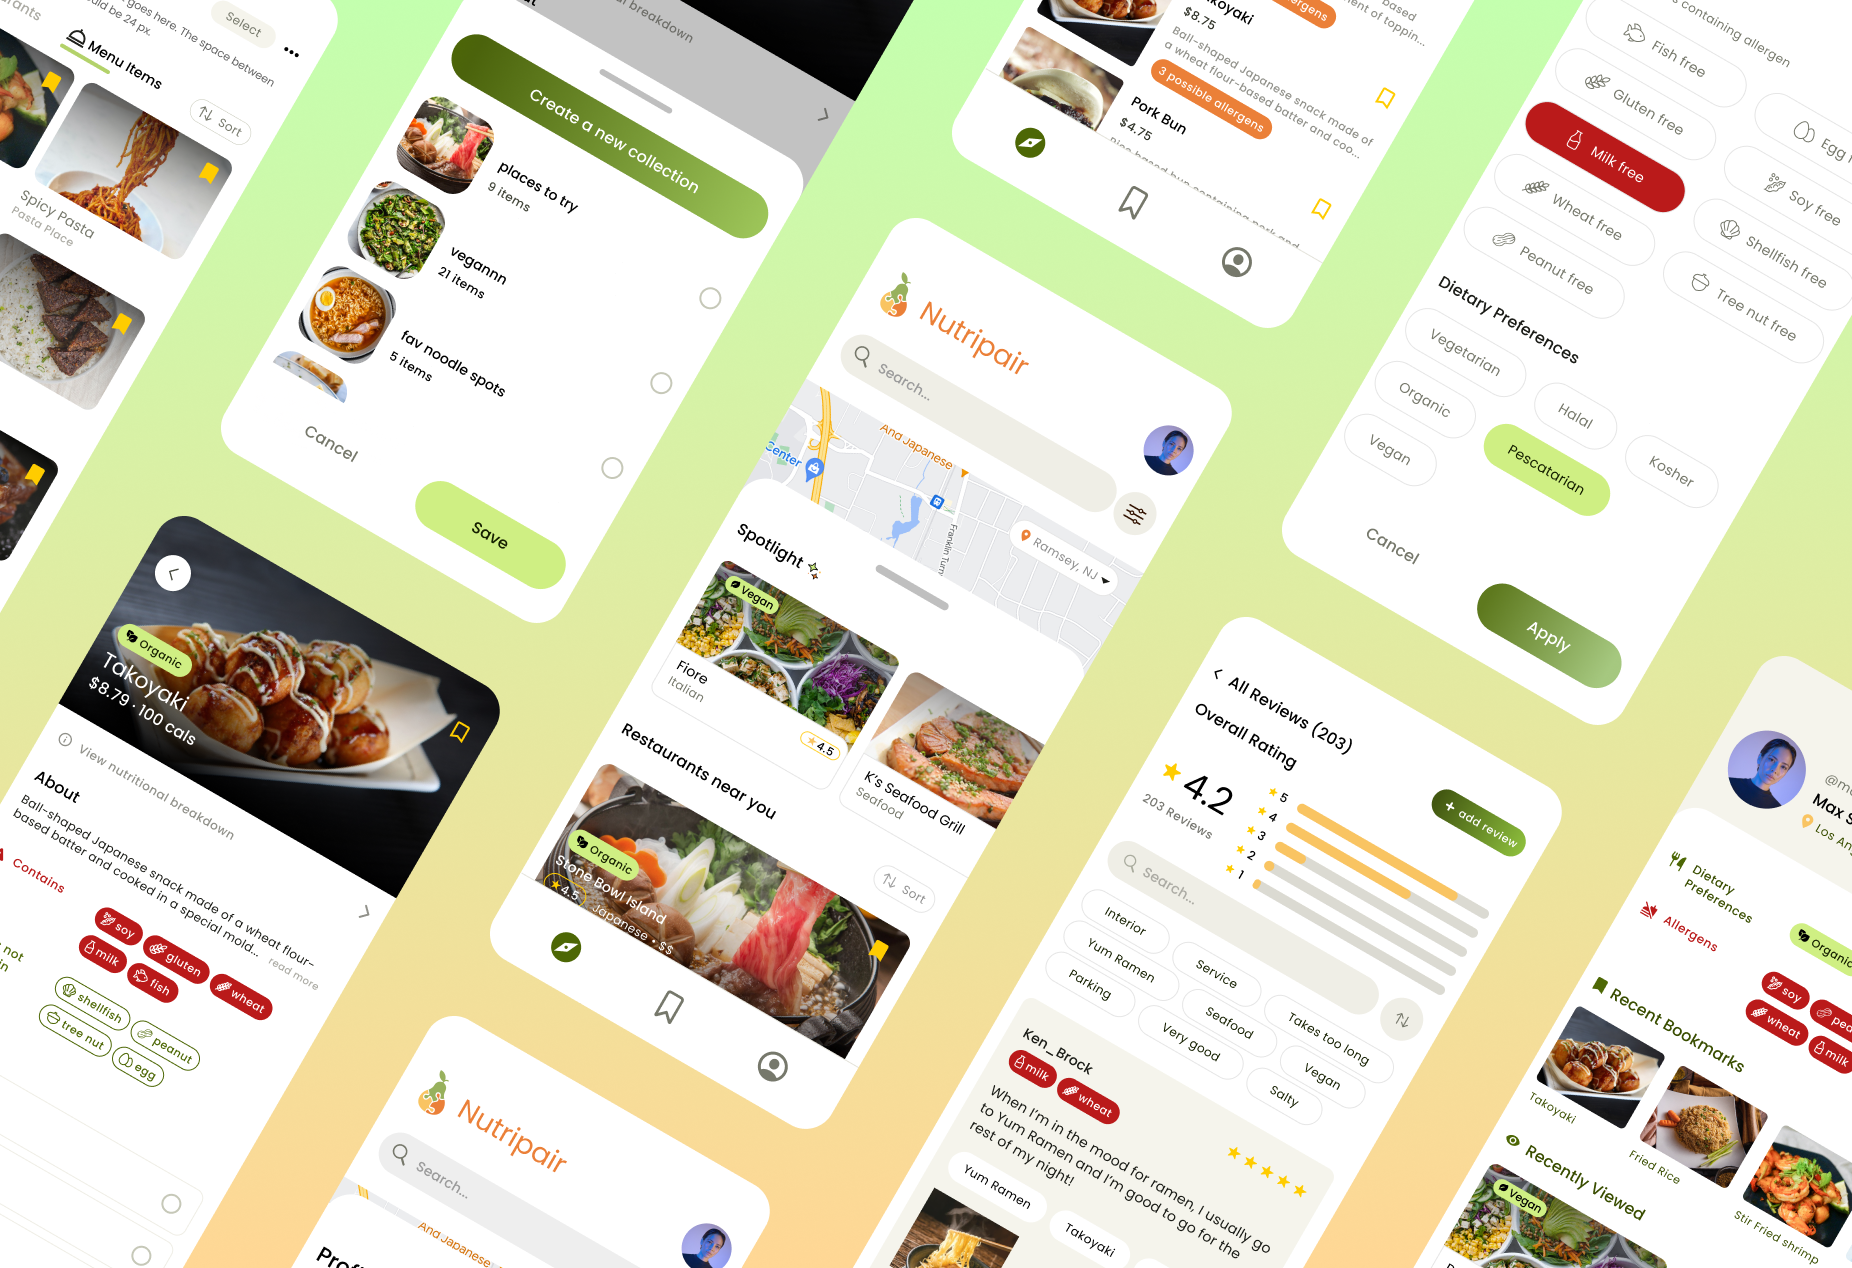 goes here. The space between
uld be 24 px.
Select
Menu Items
Sort
Spicy Pasta
Pasta Place
al breakdown
Create a new collection
places to try
9 items
vegannn
21 items
fav noodle spots
5 items
Cancel
Save
Organic
Takoyaki
$8.79 · 100 cals
View nutritional breakdown
About
Ball-shaped Japanese snack made of a wheat flour-
based batter and cooked in a special mold...
read more
Contains
soy
gluten
wheat
milk
fish
not
in
shellfish
peanut
tree nut
egg
Nutripair
Search...
Ana Japanese
$8.75
Ball-shaped Japanese snack made of
a wheat flour-based batter and coo...
3 possible allergens
Pork Bun
$4.75
Nutripair
Search...
Center
Ana Japanese
Franklin Turn
Ramsey, NJ
Spotlight
Vegan
Fiore
Italian
4.5
K's Seafood Grill
Seafood
Restaurants near you
Sort
Organic
Stone Bowl Island
4.5
Japanese • $$
s containing allergen
Fish free
Gluten free
Egg
Milk free
Soy free
Wheat free
Shellfish free
Peanut free
Tree nut free
Dietary Preferences
Vegetarian
Halal
Kosher
Organic
Pescatarian
Vegan
Cancel
Apply
All Reviews (203)
Overall Rating
4.2
203 Reviews
5
4
3
2
1
+ add review
Search...
Interior
Service
Takes too long
Yum Ramen
Seafood
Vegan
Parking
Very good
Salty
Ken_Brock
milk
wheat
When I'm in the mood for ramen, I usually go
to Yum Ramen and I'm good to go for the
rest of my night!
Yum Ramen
Takoyaki
Max S
Los An
Dietary
Preferences
Organic
Allergens
soy
wheat
milk
Recent Bookmarks
Takoyaki
Fried Rice
Stir Fried shrimp
Recently Viewed
Vegan